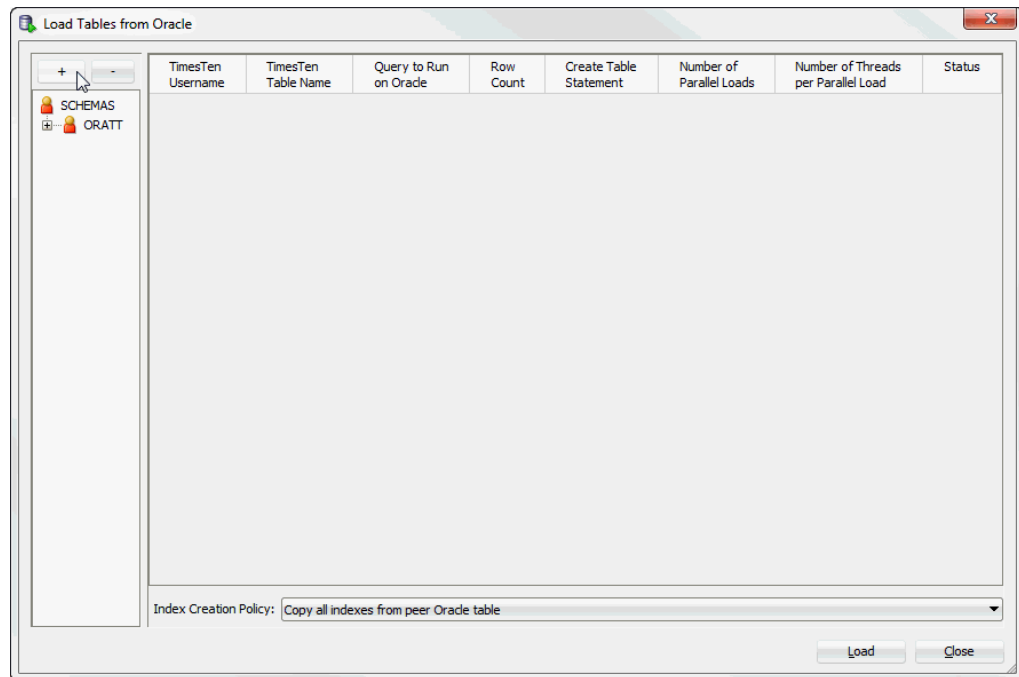 Load Tables from Oracle
X
+ -
SCHEMAS
ORATT
TimesTen Username
TimesTen Table Name
Query to Run on Oracle
Row Count
Create Table Statement
Number of Parallel Loads
Number of Threads per Parallel Load
Status
Index Creation Policy: Copy all indexes from peer Oracle table
Load Close